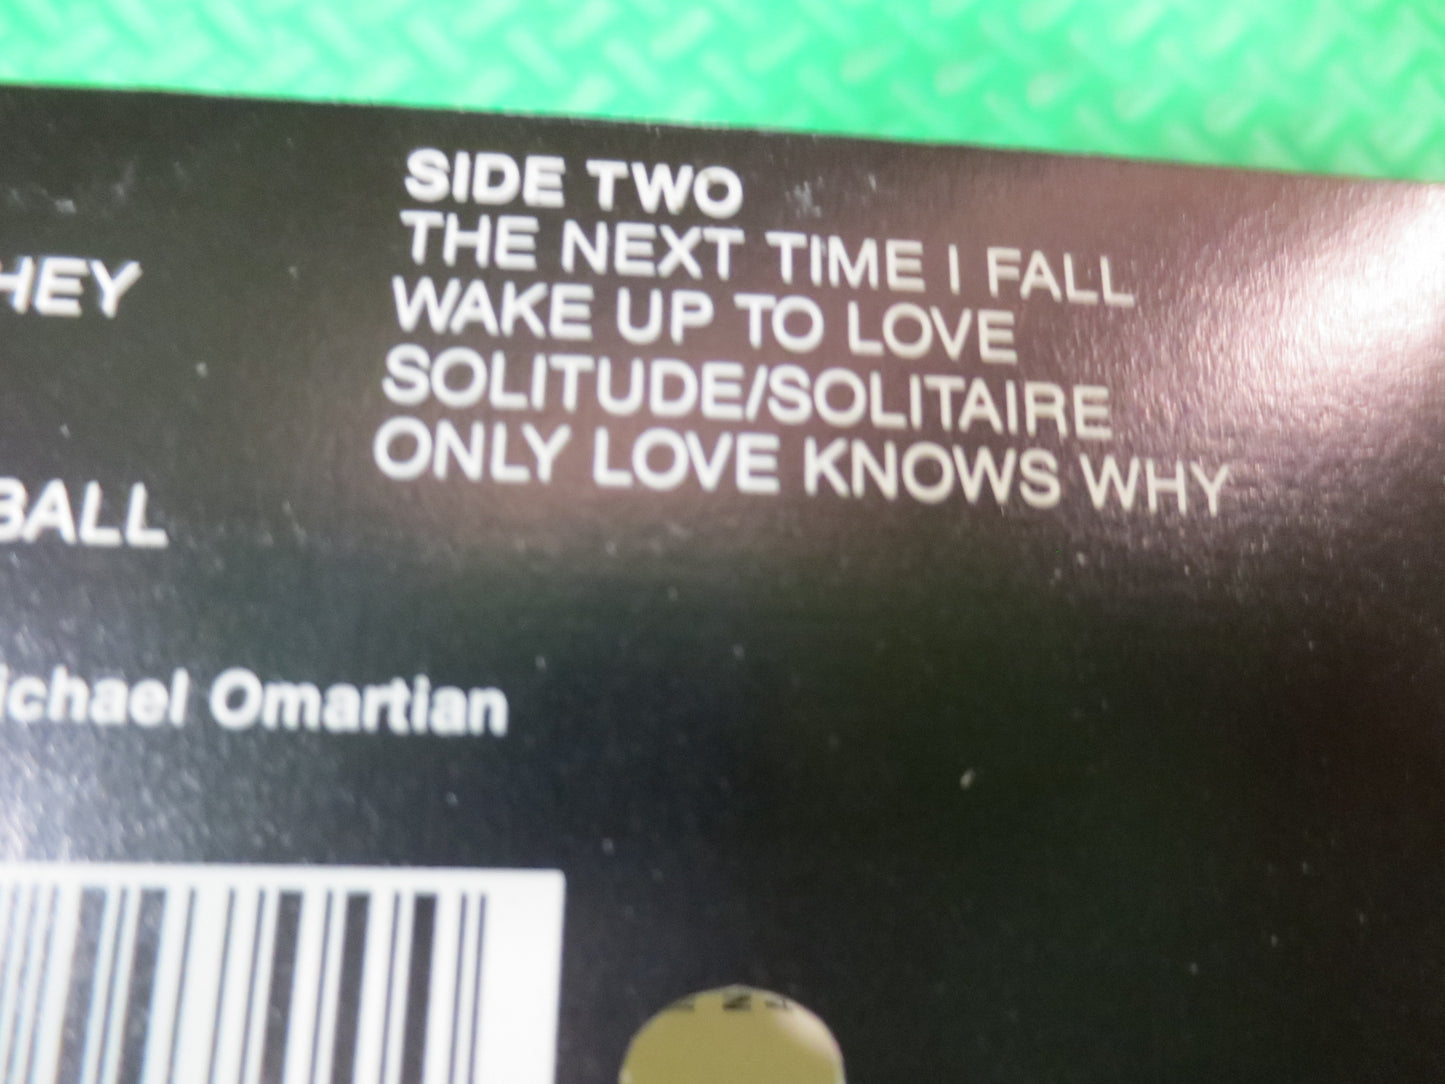 SIDE TWO
THE NEXT TIME I FALL
WAKE UP TO LOVE
SOLITUDE/SOLITAIRE
ONLY LOVE KNOWS WHY
HEY
BALL
ichael Omartian